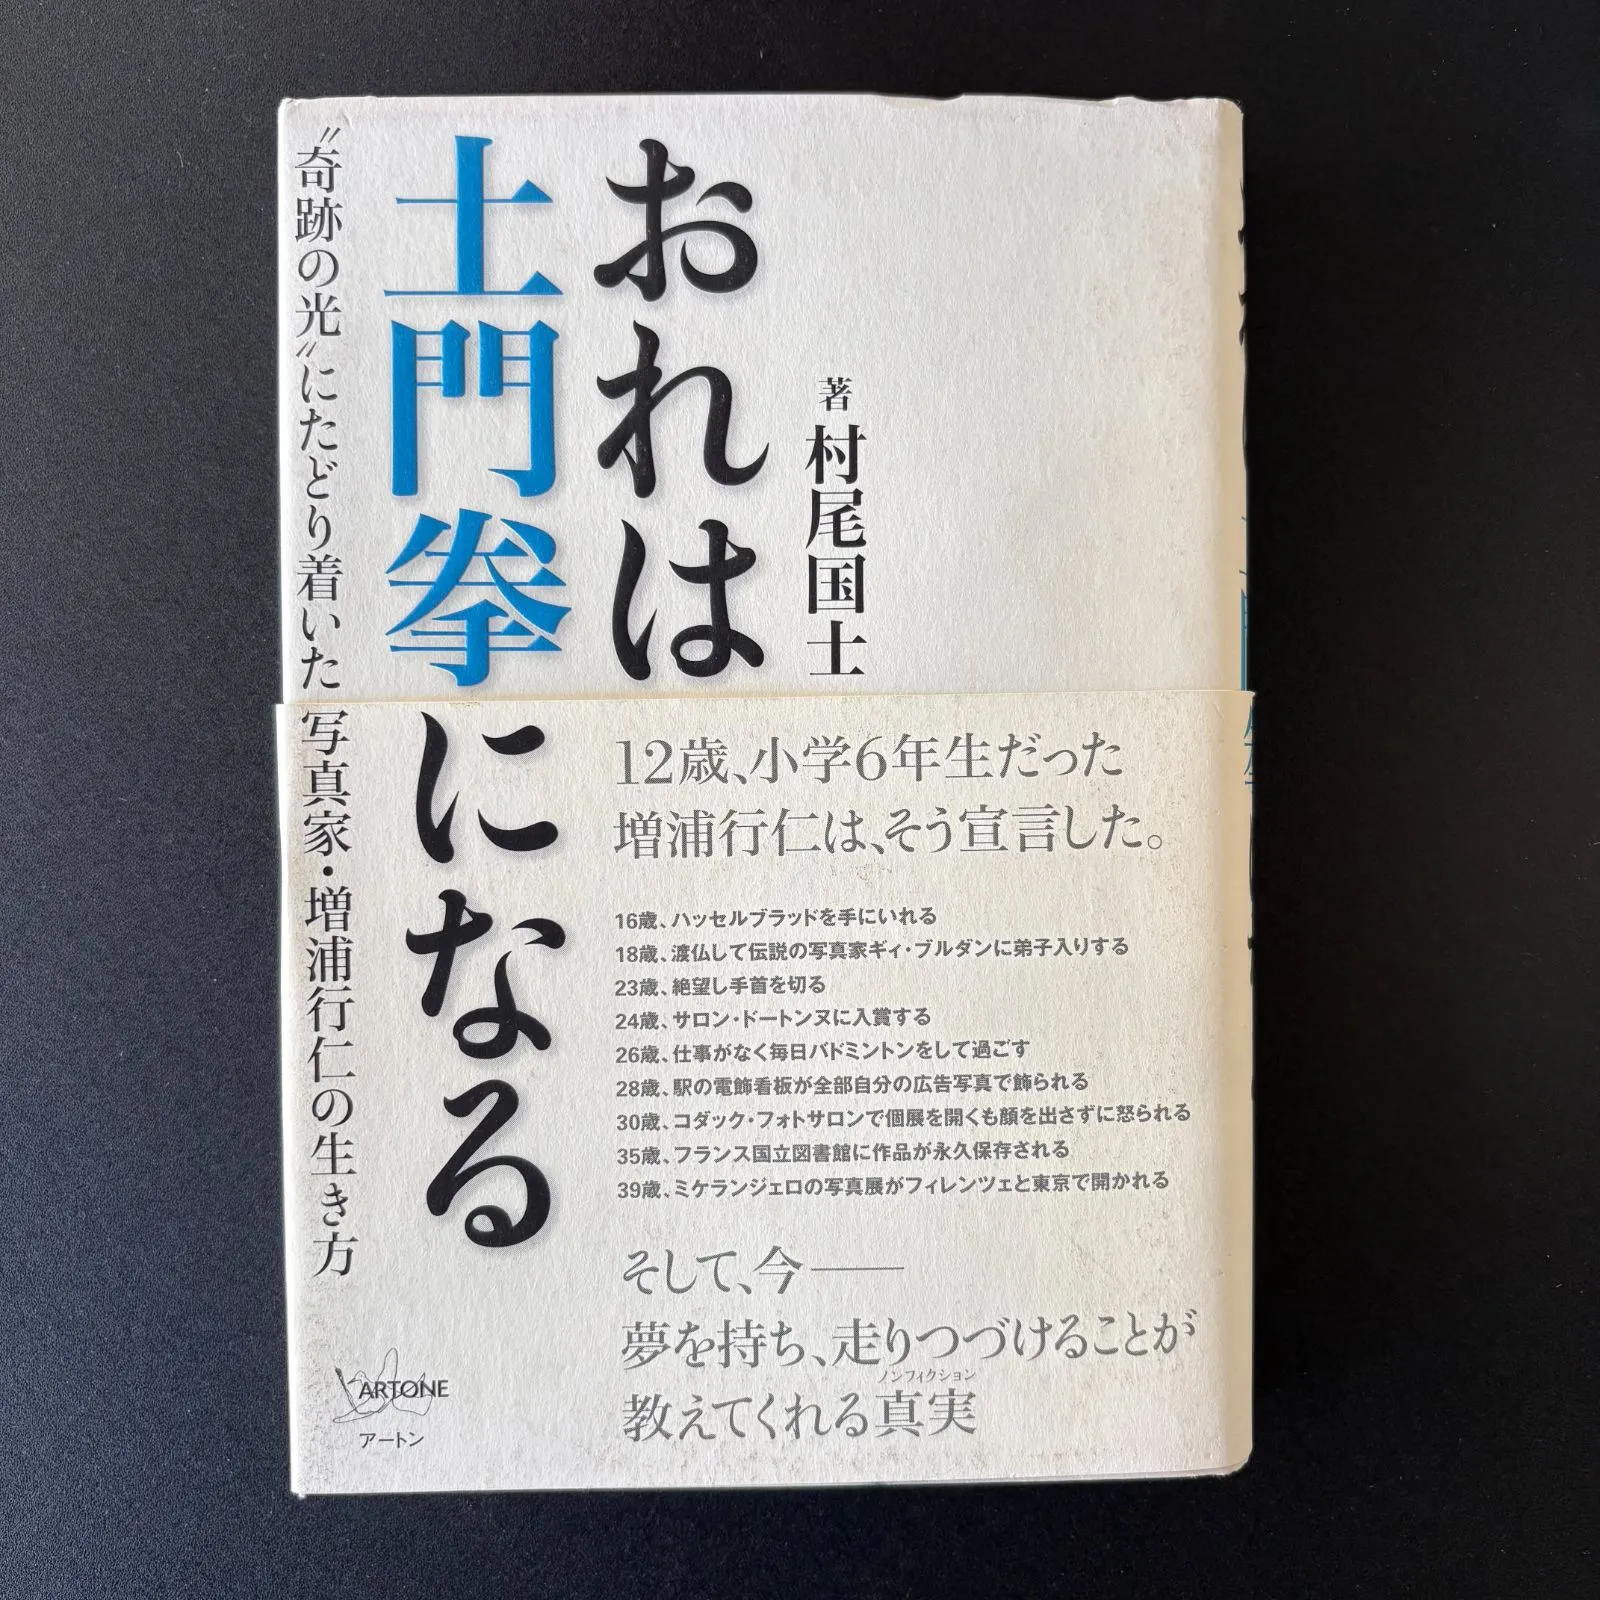 著 村尾国士
おれは
土門拳になる
〝奇跡の光〟にたどり着いた 写真家・増浦行仁の生き方
12歳、小学6年生だった
増浦行仁は、そう宣言した。
16歳、ハッセルブラッドを手にいれる
18歳、渡仏して伝説の写真家ギィ・ブルダンに弟子入りする
23歳、絶望し手首を切る
24歳、サロン・ドートンヌに入賞する
26歳、仕事がなく毎日バドミントンをして過ごす
28歳、駅の電飾看板が全部自分の広告写真で飾られる
30歳、コダック・フォトサロンで個展を開くも顔を出さずに怒られる
35歳、フランス国立図書館に作品が永久保存される
39歳、ミケランジェロの写真展がフィレンツェと東京で開かれる
そして、今――
夢を持ち、走りつづけることが
ノンフィクション
教えてくれる真実
ARTONE
アートン